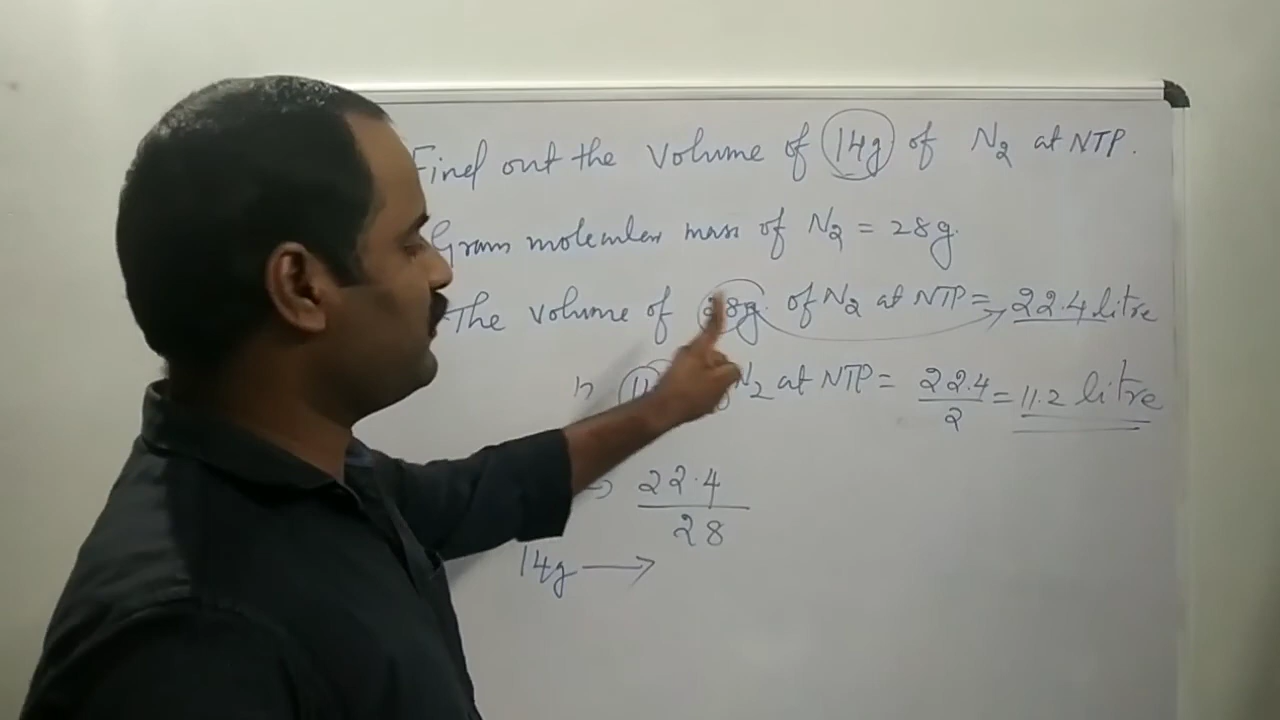 Find out the volume of 14g of N2 at NTP.
Gram molecular mass of N2 = 28g.
The volume of 28g. of N2 at NTP = 22.4 litre
N2 at NTP = 22.4/2 = 11.2 litre
22.4/28
14g →